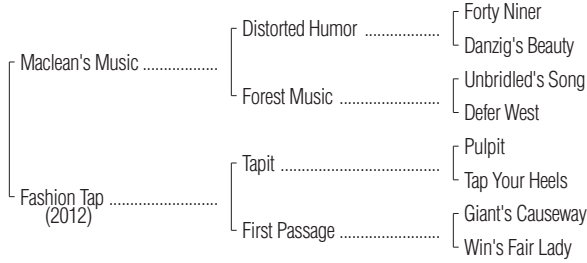 Forty Niner
Distorted Humor ..................
Danzig's Beauty
Maclean's Music ..................
Unbridled's Song
Forest Music ........................
Defer West
Pulpit
Tapit ......................................
Tap Your Heels
Fashion Tap ..........................
(2012)
Giant's Causeway
First Passage ........................
Win's Fair Lady